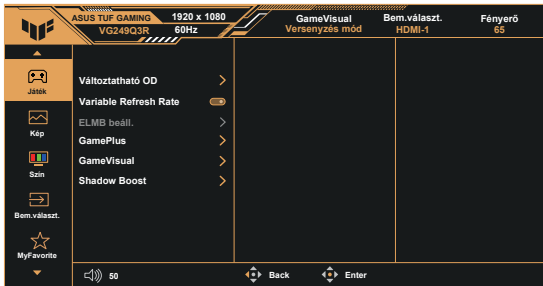 ASUS TUF GAMING
VG249Q3R
1920 x 1080
60Hz
GameVisual
Versenyzés mód
Bem.választ.
HDMI-1
Fényerő
65
Játék
Kép
Szín
Bem.választ.
MyFavorite
Változtatható OD
Variable Refresh Rate
ELMB beáll.
GamePlus
GameVisual
Shadow Boost
50
Back
Enter